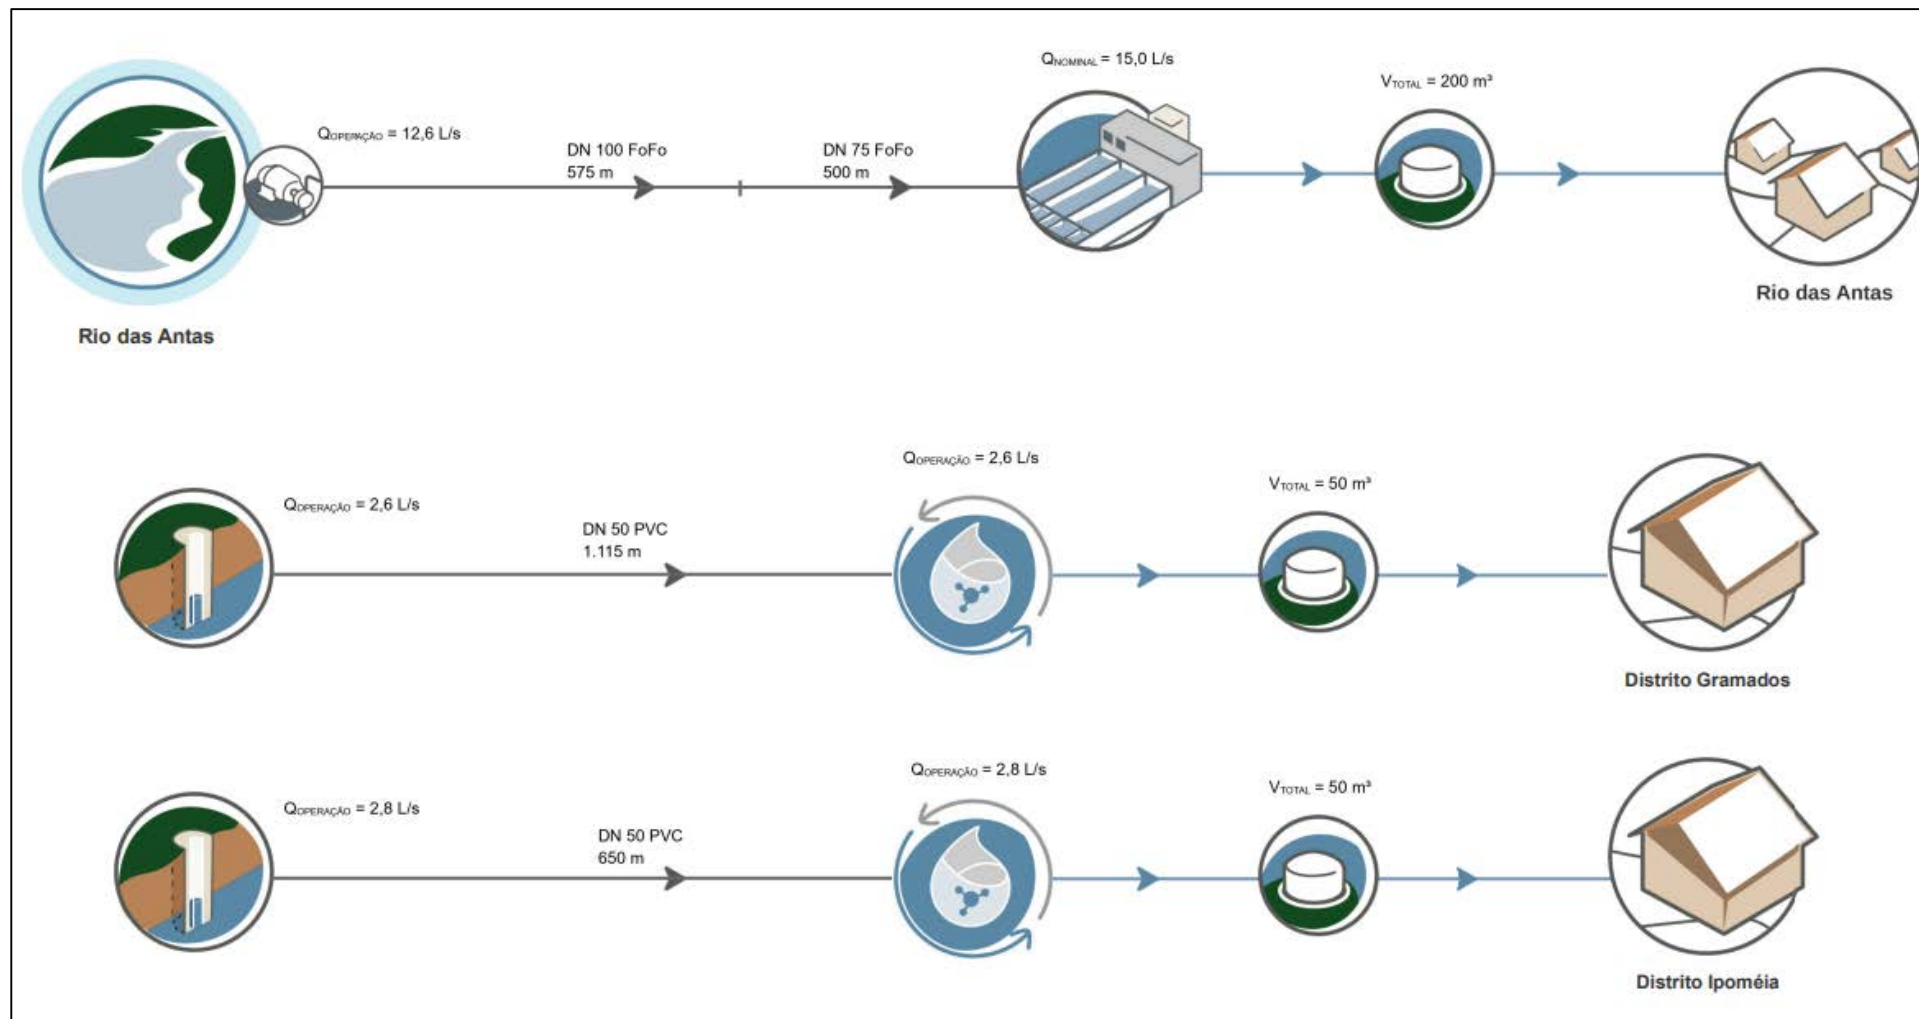 QNOMINAL = 15,0 L/s
VTOTAL = 200 m³
QOPERAÇÃO = 12,6 L/s
DN 100 FoFo
575 m
DN 75 FoFo
500 m
Rio das Antas
Rio das Antas
QOPERAÇÃO = 2,6 L/s
QOPERAÇÃO = 2,6 L/s
VTOTAL = 50 m³
DN 50 PVC
1.115 m
Distrito Gramados
QOPERAÇÃO = 2,8 L/s
QOPERAÇÃO = 2,8 L/s
VTOTAL = 50 m³
DN 50 PVC
650 m
Distrito Ipoméia